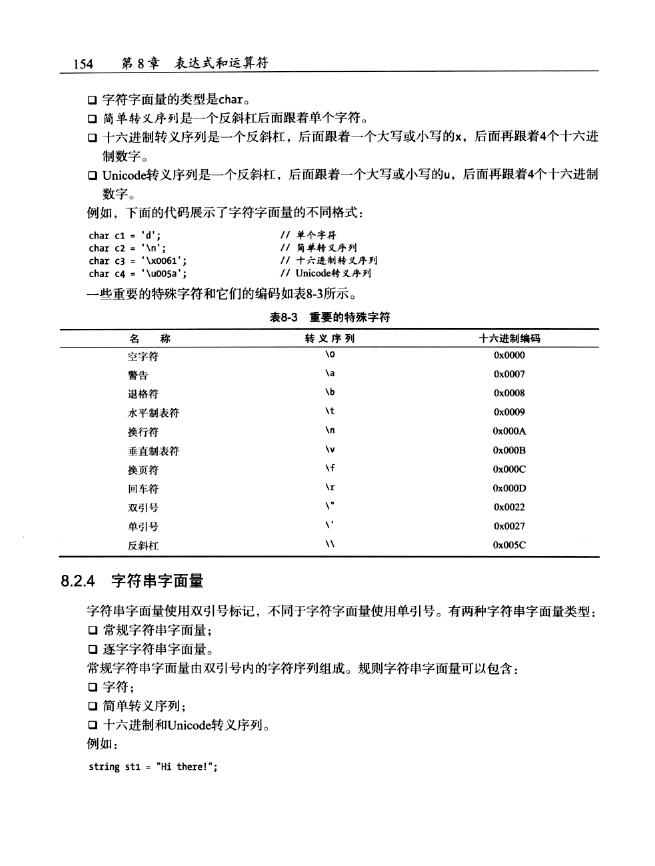 154 第8章 表达式和运算符
❑ 字符字面量的类型是char。
❑ 简单转义序列是一个反斜杠后面跟着单个字符。
❑ 十六进制转义序列是一个反斜杠，后面跟着一个大写或小写的x，后面再跟着4个十六进
制数字。
❑ Unicode转义序列是一个反斜杠，后面跟着一个大写或小写的u，后面再跟着4个十六进制
数字。
例如，下面的代码展示了字符字面量的不同格式：
char c1 = 'd'; // 单个字符
char c2 = '\n'; // 简单转义序列
char c3 = '\x0061'; // 十六进制转义序列
char c4 = '\u005a'; // Unicode转义序列
一些重要的特殊字符和它们的编码如表8-3所示。
表8-3 重要的特殊字符
名 称 转义序列 十六进制编码
空字符 \0 0x0000
警告 \a 0x0007
退格符 \b 0x0008
水平制表符 \t 0x0009
换行符 \n 0x000A
垂直制表符 \v 0x000B
换页符 \f 0x000C
回车符 \r 0x000D
双引号 \" 0x0022
单引号 \' 0x0027
反斜杠 \\ 0x005C
8.2.4 字符串字面量
字符串字面量使用双引号标记，不同于字符字面量使用单引号。有两种字符串字面量类型：
❑ 常规字符串字面量；
❑ 逐字字符串字面量。
常规字符串字面量由双引号内的字符序列组成。规则字符串字面量可以包含：
❑ 字符；
❑ 简单转义序列；
❑ 十六进制和Unicode转义序列。
例如：
string st1 = "Hi there!";